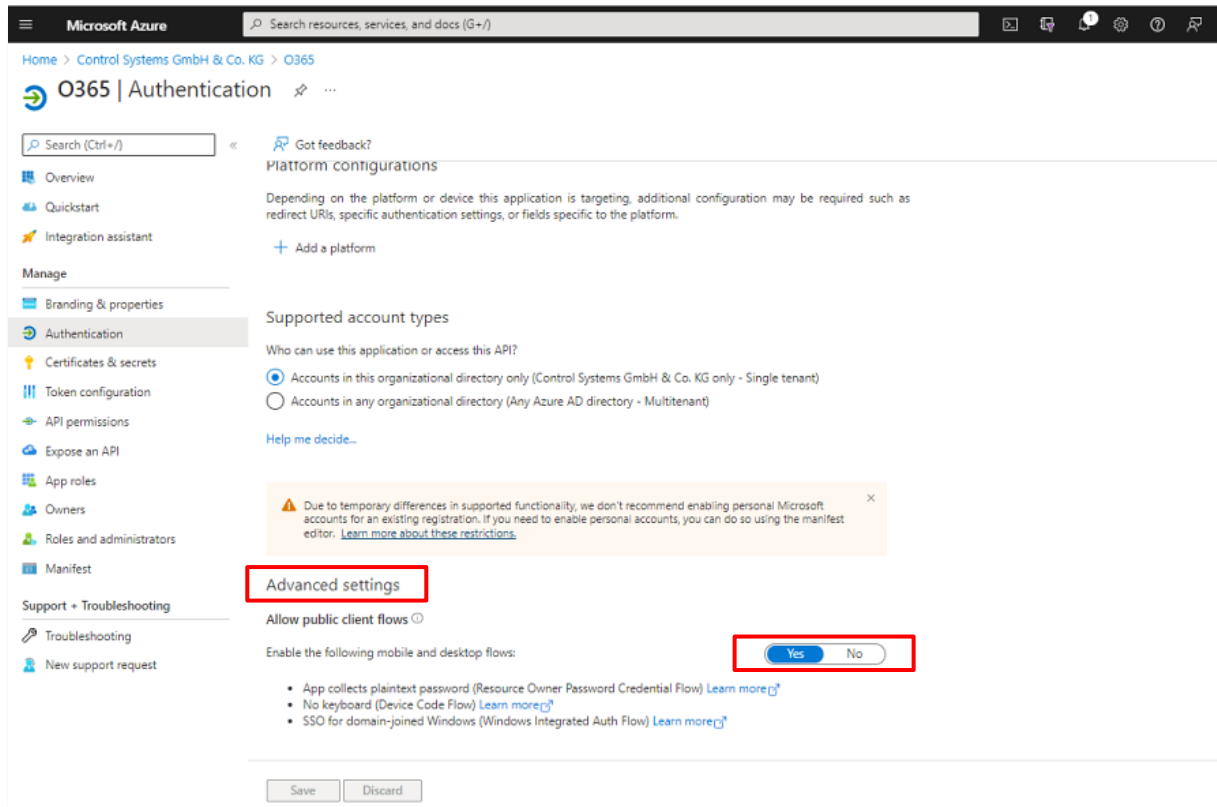 Microsoft Azure
Search resources, services, and docs (G+/)
1
Home > Control Systems GmbH & Co. KG > O365
O365 | Authentication
Search (Ctrl+/)
Overview
Quickstart
Integration assistant
Manage
Branding & properties
Authentication
Certificates & secrets
Token configuration
API permissions
Expose an API
App roles
Owners
Roles and administrators
Manifest
Support + Troubleshooting
Troubleshooting
New support request
Got feedback?
Platform configurations
Depending on the platform or device this application is targeting, additional configuration may be required such as
redirect URIs, specific authentication settings, or fields specific to the platform.
Add a platform
Supported account types
Who can use this application or access this API?
Accounts in this organizational directory only (Control Systems GmbH & Co. KG only - Single tenant)
Accounts in any organizational directory (Any Azure AD directory - Multitenant)
Help me decide...
Due to temporary differences in supported functionality, we don't recommend enabling personal Microsoft
accounts for an existing registration. If you need to enable personal accounts, you can do so using the manifest
editor. Learn more about these restrictions.
Advanced settings
Allow public client flows
Enable the following mobile and desktop flows:
Yes No
• App collects plaintext password (Resource Owner Password Credential Flow) Learn more
• No keyboard (Device Code Flow) Learn more
• SSO for domain-joined Windows (Windows Integrated Auth Flow) Learn more
Save Discard